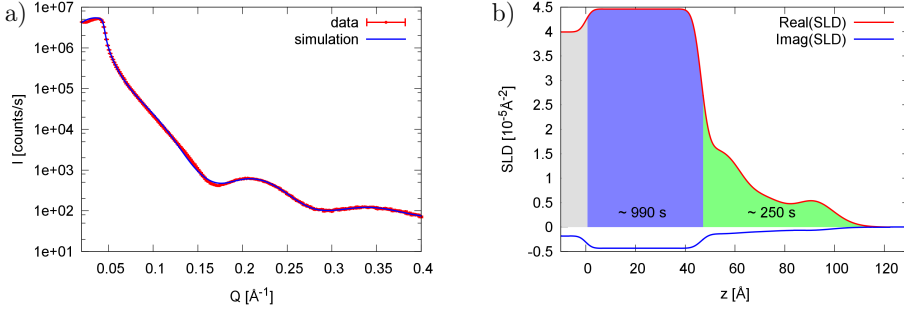 a)
1e+07
1e+06
1e+05
1e+04
1e+03
1e+02
1e+01
I [counts/s]
data
simulation
0.05 0.1 0.15 0.2 0.25 0.3 0.35 0.4
Q [Å-1]
b)
4.5
4
3.5
3
2.5
2
1.5
1
0.5
0
-0.5
SLD [10-5Å-2]
Real(SLD)
Imag(SLD)
~ 990 s
~ 250 s
0 20 40 60 80 100 120
z [Å]